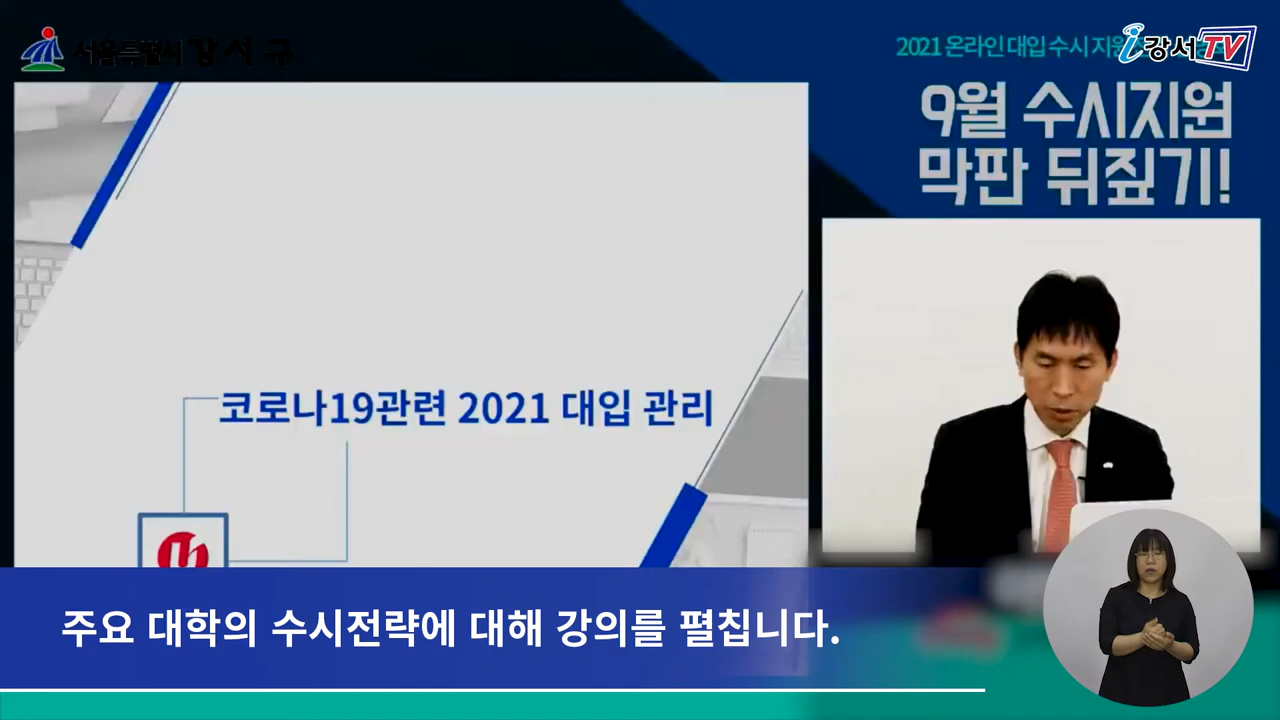 서울특별시 강서구
2021 온라인 대입 수시 지원
i강서TV
9월 수시지원
막판 뒤짚기!
코로나19관련 2021 대입 관리
주요 대학의 수시전략에 대해 강의를 펼칩니다.